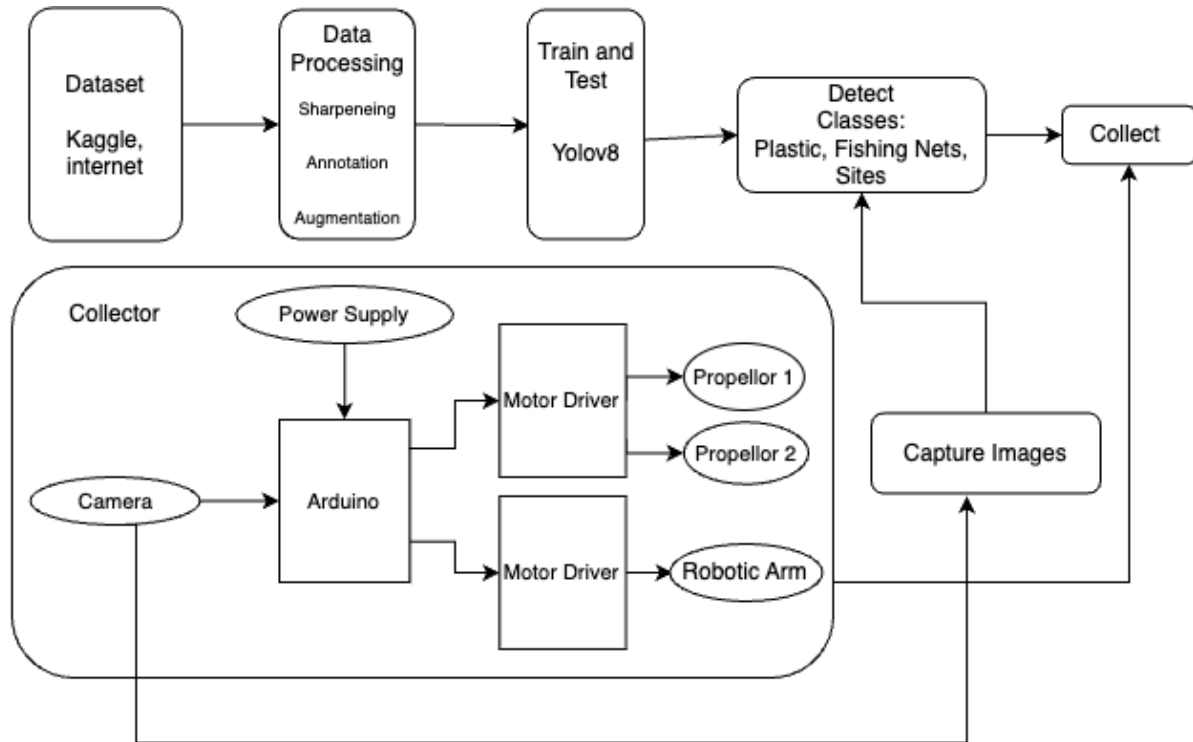 Dataset
Kaggle,
internet
Data
Processing
Sharpeneing
Annotation
Augmentation
Train and
Test
Yolov8
Detect
Classes:
Plastic, Fishing Nets,
Sites
Collect
Collector
Power Supply
Camera
Arduino
Motor Driver
Propellor 1
Propellor 2
Motor Driver
Robotic Arm
Capture Images